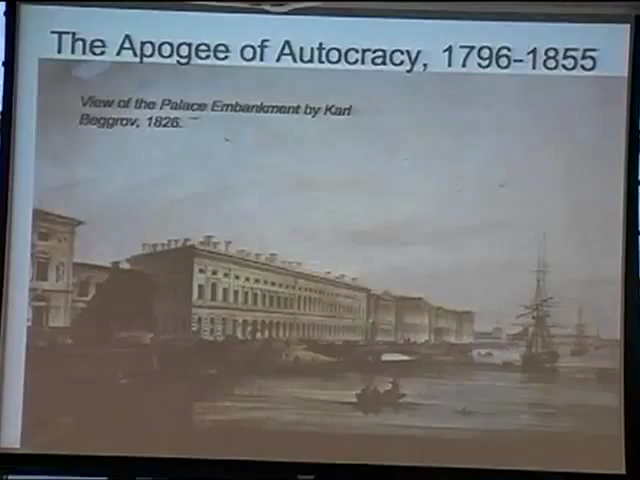 The Apogee of Autocracy, 1796-1855
View of the Palace Embankment by Karl
Beggrov, 1826.